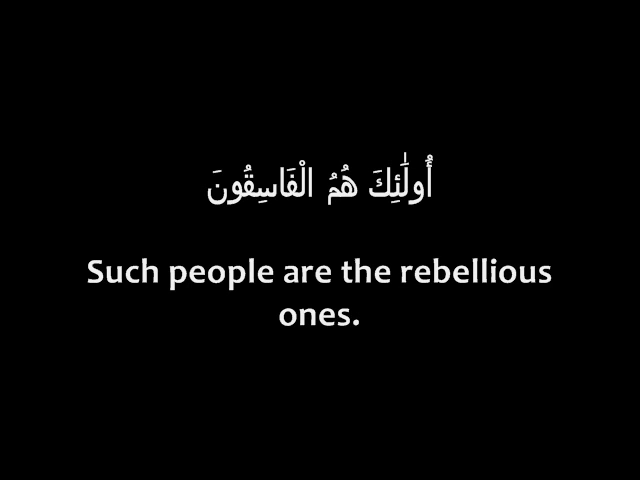 أُولَٰئِكَ هُمُ الْفَاسِقُونَ
Such people are the rebellious
ones.